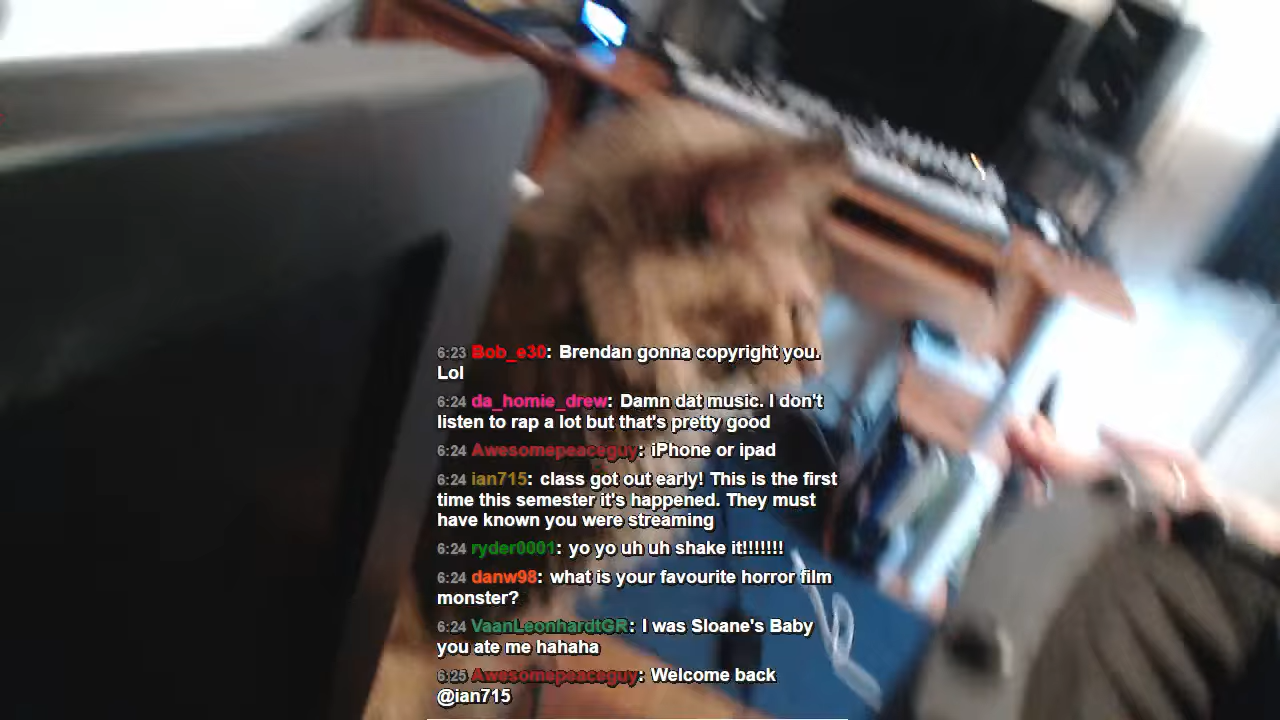 6:23 Bob_e30: Brendan gonna copyright you.
Lol
6:24 da_homie_drew: Damn dat music. I don't
listen to rap a lot but that's pretty good
6:24 Awesomepeaceguy: iPhone or ipad
6:24 ian715: class got out early! This is the first
time this semester it's happened. They must
have known you were streaming
6:24 ryder0001: yo yo uh uh shake it!!!!!!!
6:24 danw98: what is your favourite horror film
monster?
6:24 VaanLeonhardtGR: I was Sloane's Baby
you ate me hahaha
6:25 Awesomepeaceguy: Welcome back
@ian715